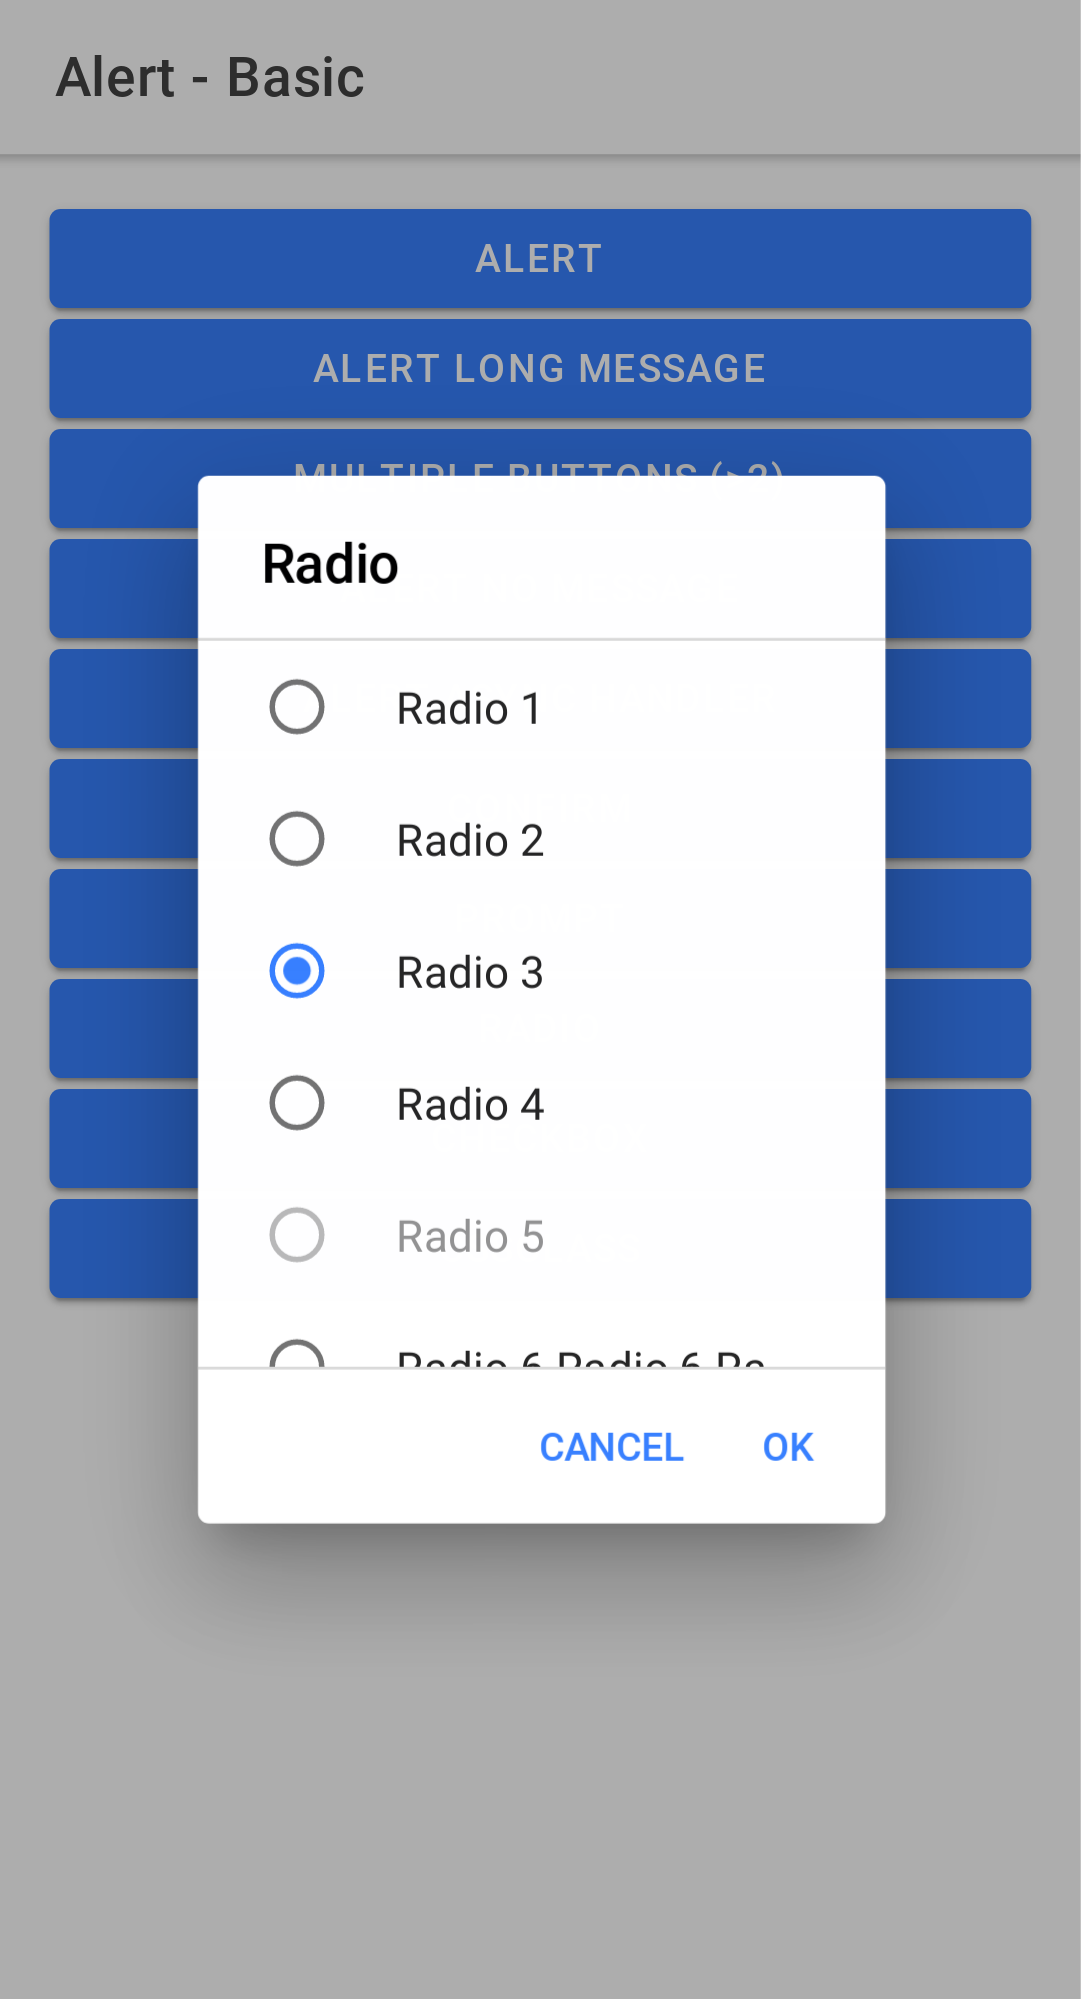 Alert - Basic
ALERT
ALERT LONG MESSAGE
MULTIPLE BUTTONS (>2)
Radio
Radio 1
Radio 2
Radio 3
Radio 4
Radio 5
Radio 6 Radio 6 Ra
CANCEL
OK